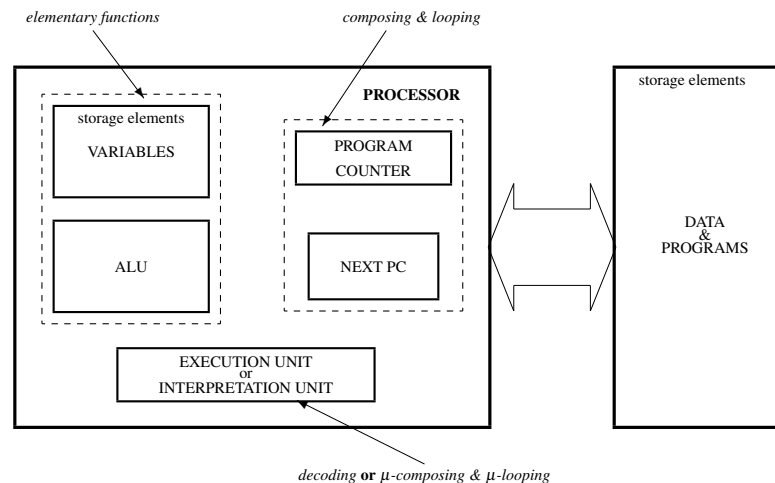 elementary functions
composing & looping
PROCESSOR
storage elements
VARIABLES
ALU
PROGRAM
COUNTER
NEXT PC
EXECUTION UNIT
or
INTERPRETATION UNIT
storage elements
DATA
&
PROGRAMS
decoding or μ-composing & μ-looping